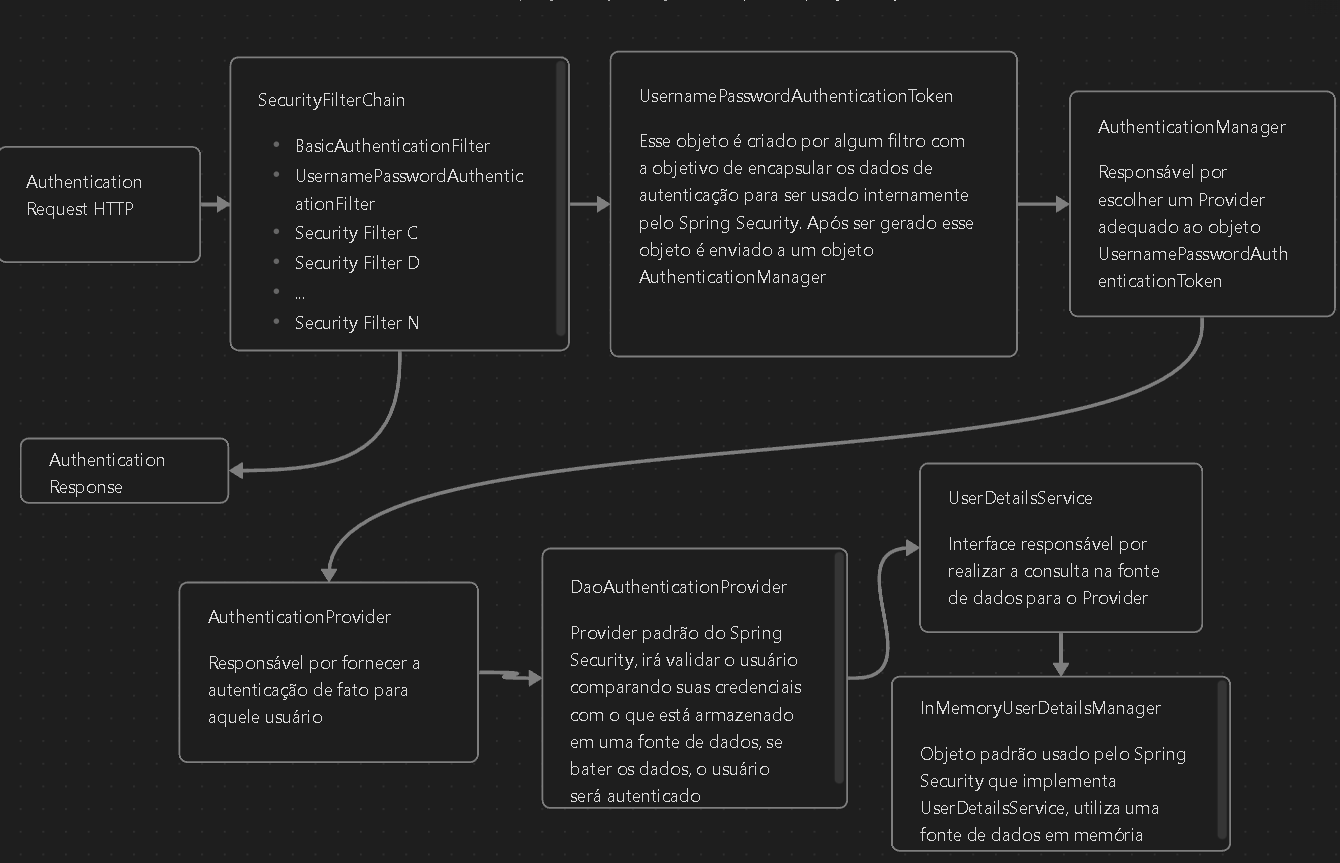 Authentication
Request HTTP
SecurityFilterChain
• BasicAuthenticationFilter
• UsernamePasswordAuthentic
ationFilter
• Security Filter C
• Security Filter D
• ...
• Security Filter N
UsernamePasswordAuthenticationToken
Esse objeto é criado por algum filtro com
a objetivo de encapsular os dados de
autenticação para ser usado internamente
pelo Spring Security. Após ser gerado esse
objeto é enviado a um objeto
AuthenticationManager
AuthenticationManager
Responsável por
escolher um Provider
adequado ao objeto
UsernamePasswordAuth
enticationToken
Authentication
Response
AuthenticationProvider
Responsável por fornecer a
autenticação de fato para
aquele usuário
DaoAuthenticationProvider
Provider padrão do Spring
Security, irá validar o usuário
comparando suas credenciais
com o que está armazenado
em uma fonte de dados, se
bater os dados, o usuário
será autenticado
UserDetailsService
Interface responsável por
realizar a consulta na fonte
de dados para o Provider
InMemoryUserDetailsManager
Objeto padrão usado pelo Spring
Security que implementa
UserDetailsService, utiliza uma
fonte de dados em memória